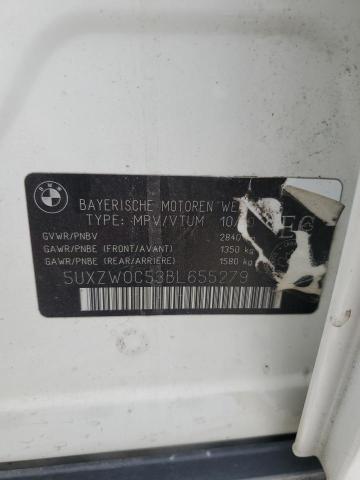 BMW
BAYERISCHE MOTOREN WE
TYPE: MPV/VTUM 10/
GVWR/PNBV 2840
GAWR/PNBE (FRONT/AVANT) 1350 kg
GAWR/PNBE (REAR/ARRIÈRE) 1580 kg
5UXZW0C53BL655279